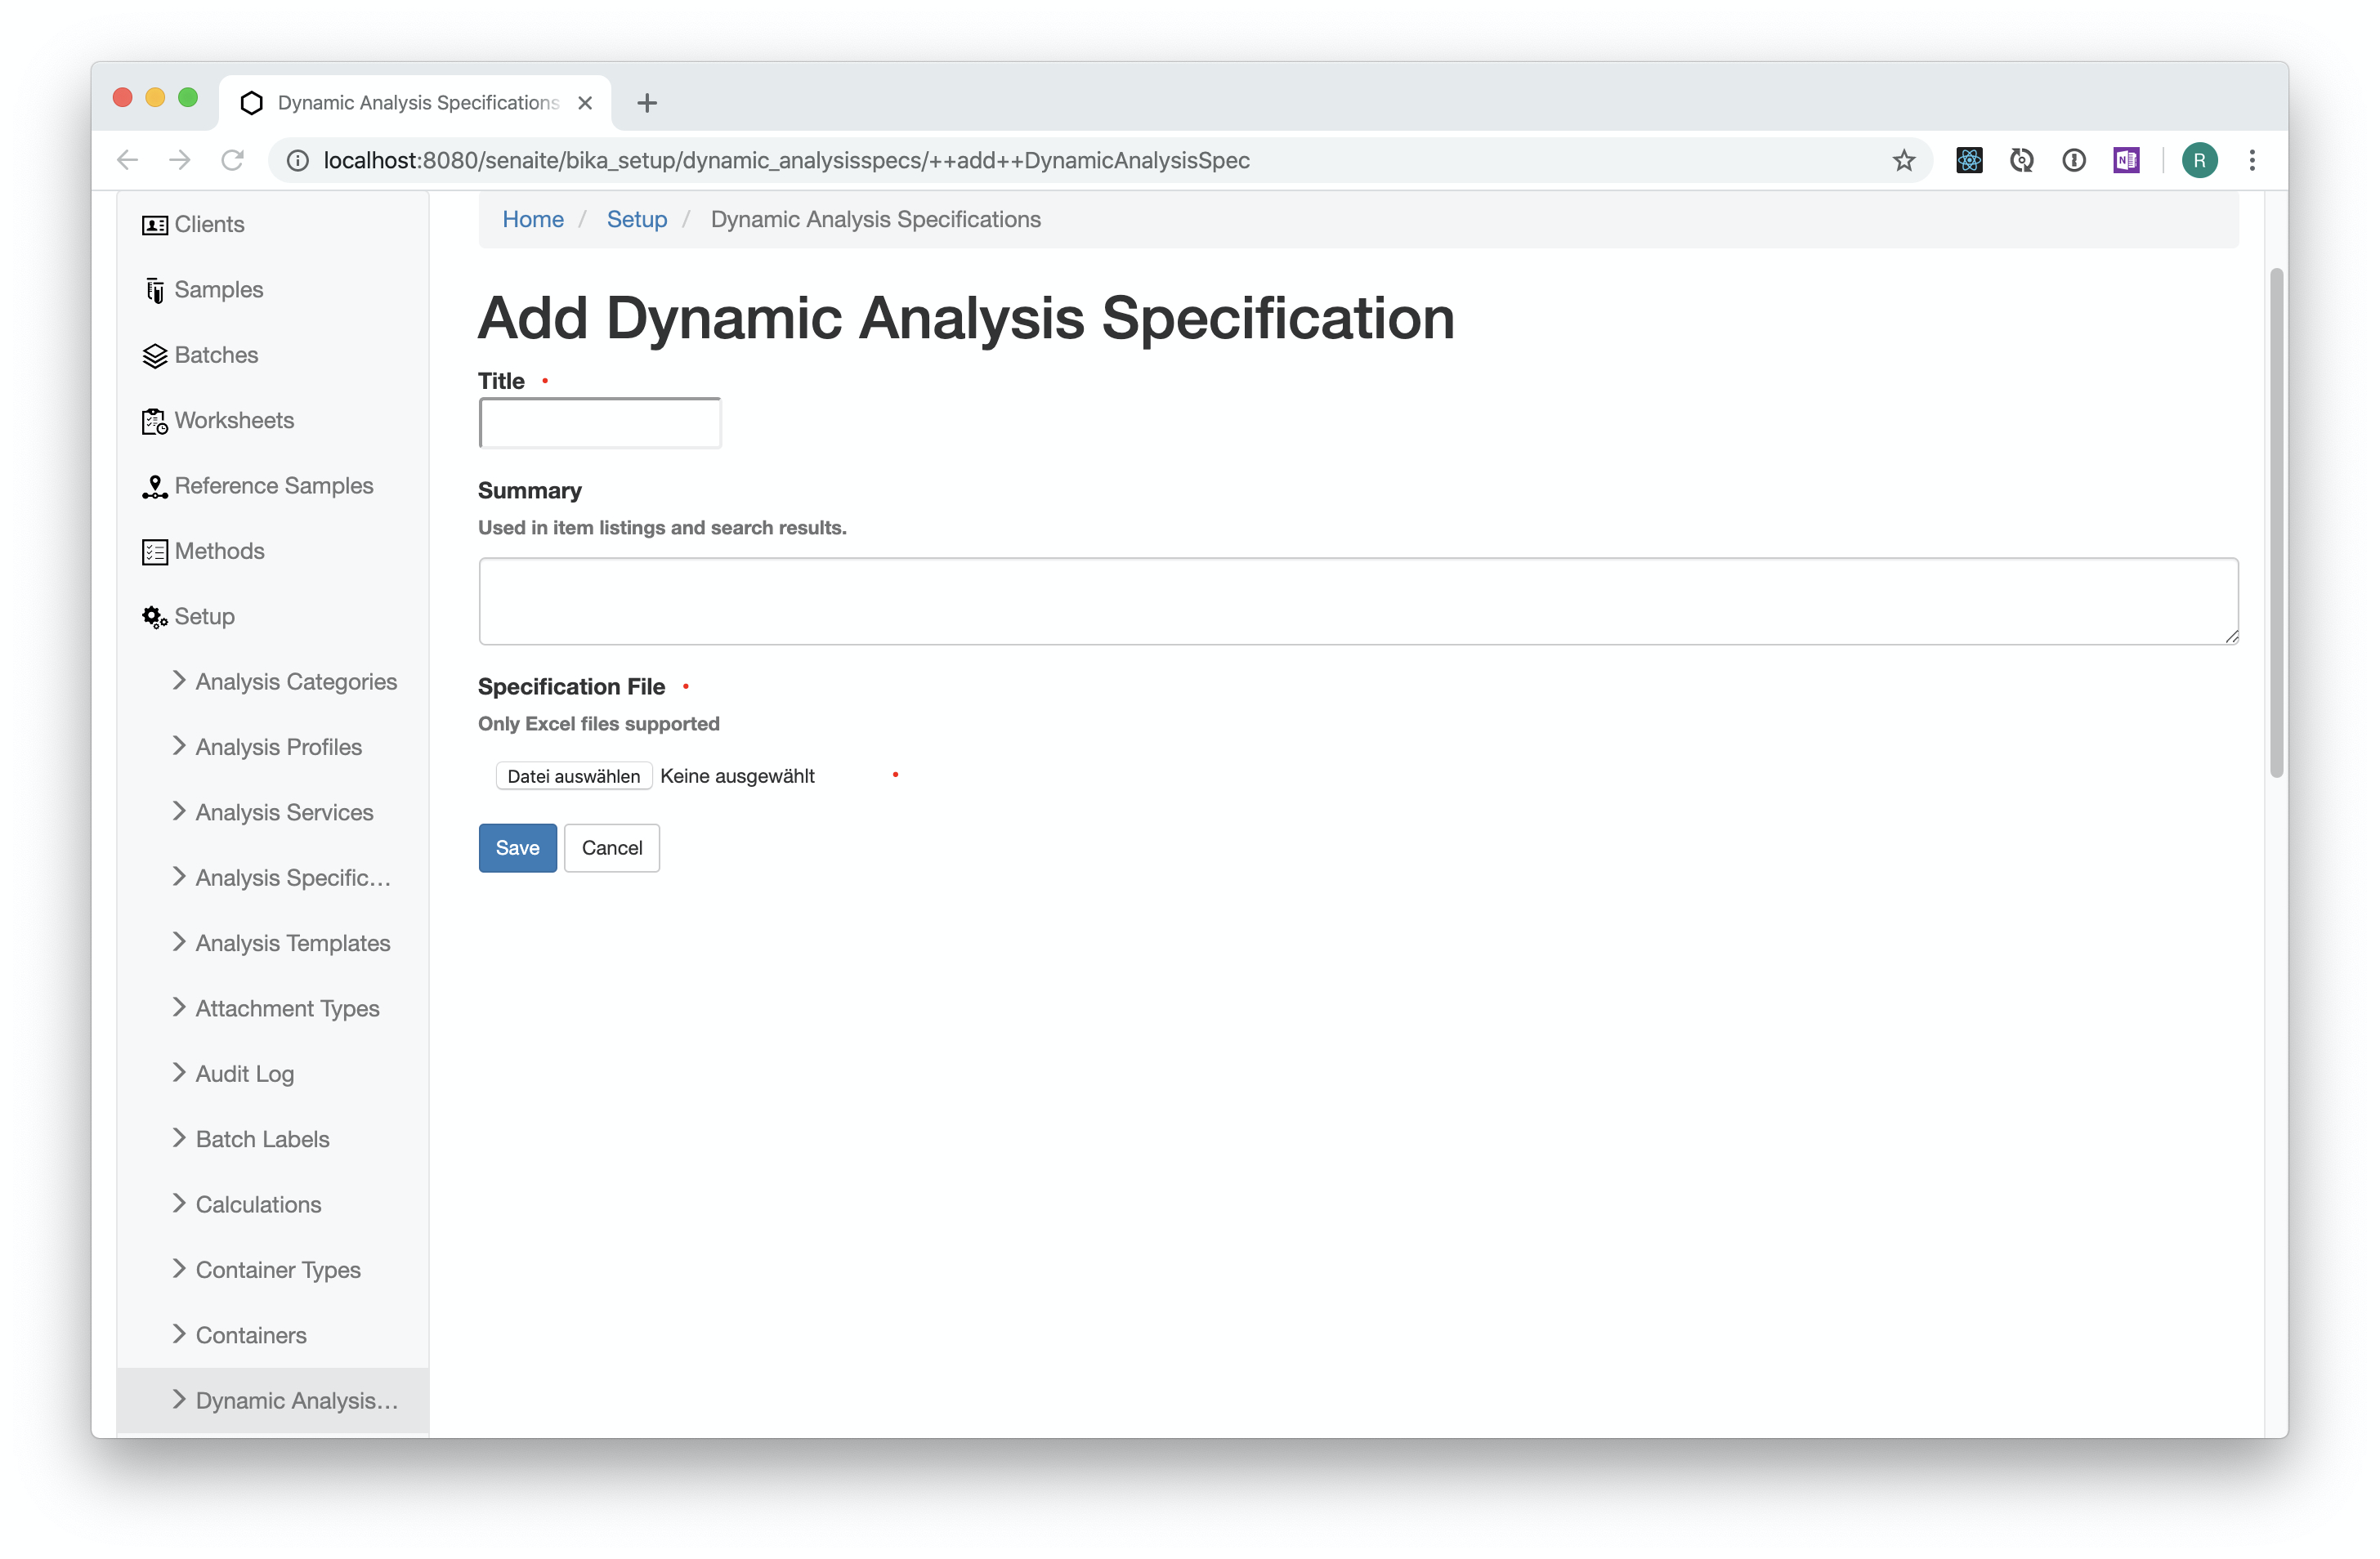 Dynamic Analysis Specifications
localhost:8080/senaite/bika_setup/dynamic_analysisspecs/++add++DynamicAnalysisSpec
N
R
Clients
Samples
Batches
Worksheets
Reference Samples
Methods
Setup
Analysis Categories
Analysis Profiles
Analysis Services
Analysis Specific...
Analysis Templates
Attachment Types
Audit Log
Batch Labels
Calculations
Container Types
Containers
Dynamic Analysis...
Home / Setup / Dynamic Analysis Specifications
Add Dynamic Analysis Specification
Title
Summary
Used in item listings and search results.
Specification File
Only Excel files supported
Datei auswählen Keine ausgewählt
Save Cancel